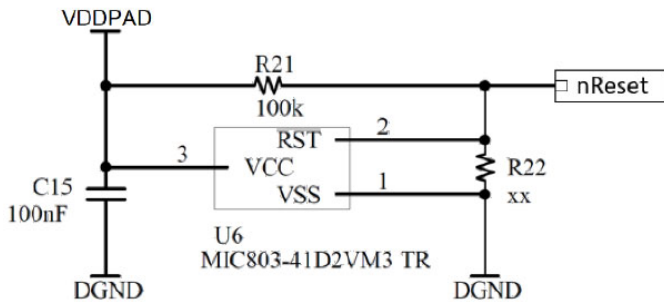 VDDPAD
R21
nReset
100k
RST
2
3
VCC
R22
C15
VSS
1
xx
100nF
U6
MIC803-41D2VM3 TR
DGND
DGND